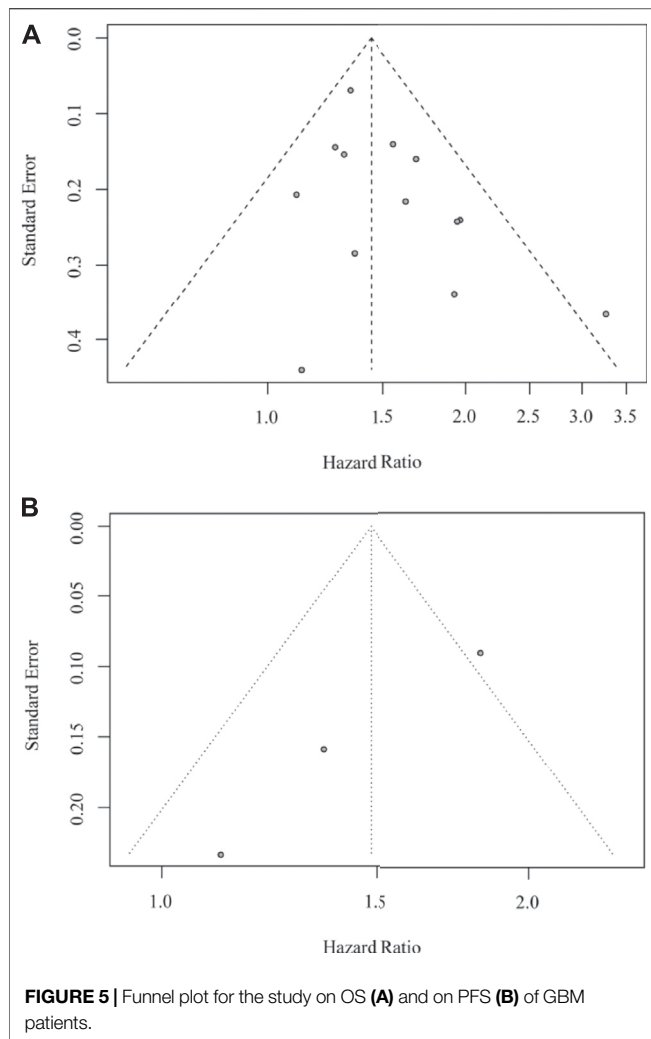 A
0.0
0.1
0.2
0.3
0.4
Standard Error
1.0 1.5 2.0 2.5 3.0 3.5
Hazard Ratio
B
0.00
0.05
0.10
0.15
0.20
Standard Error
1.0 1.5 2.0
Hazard Ratio
FIGURE 5 | Funnel plot for the study on OS (A) and on PFS (B) of GBM
patients.